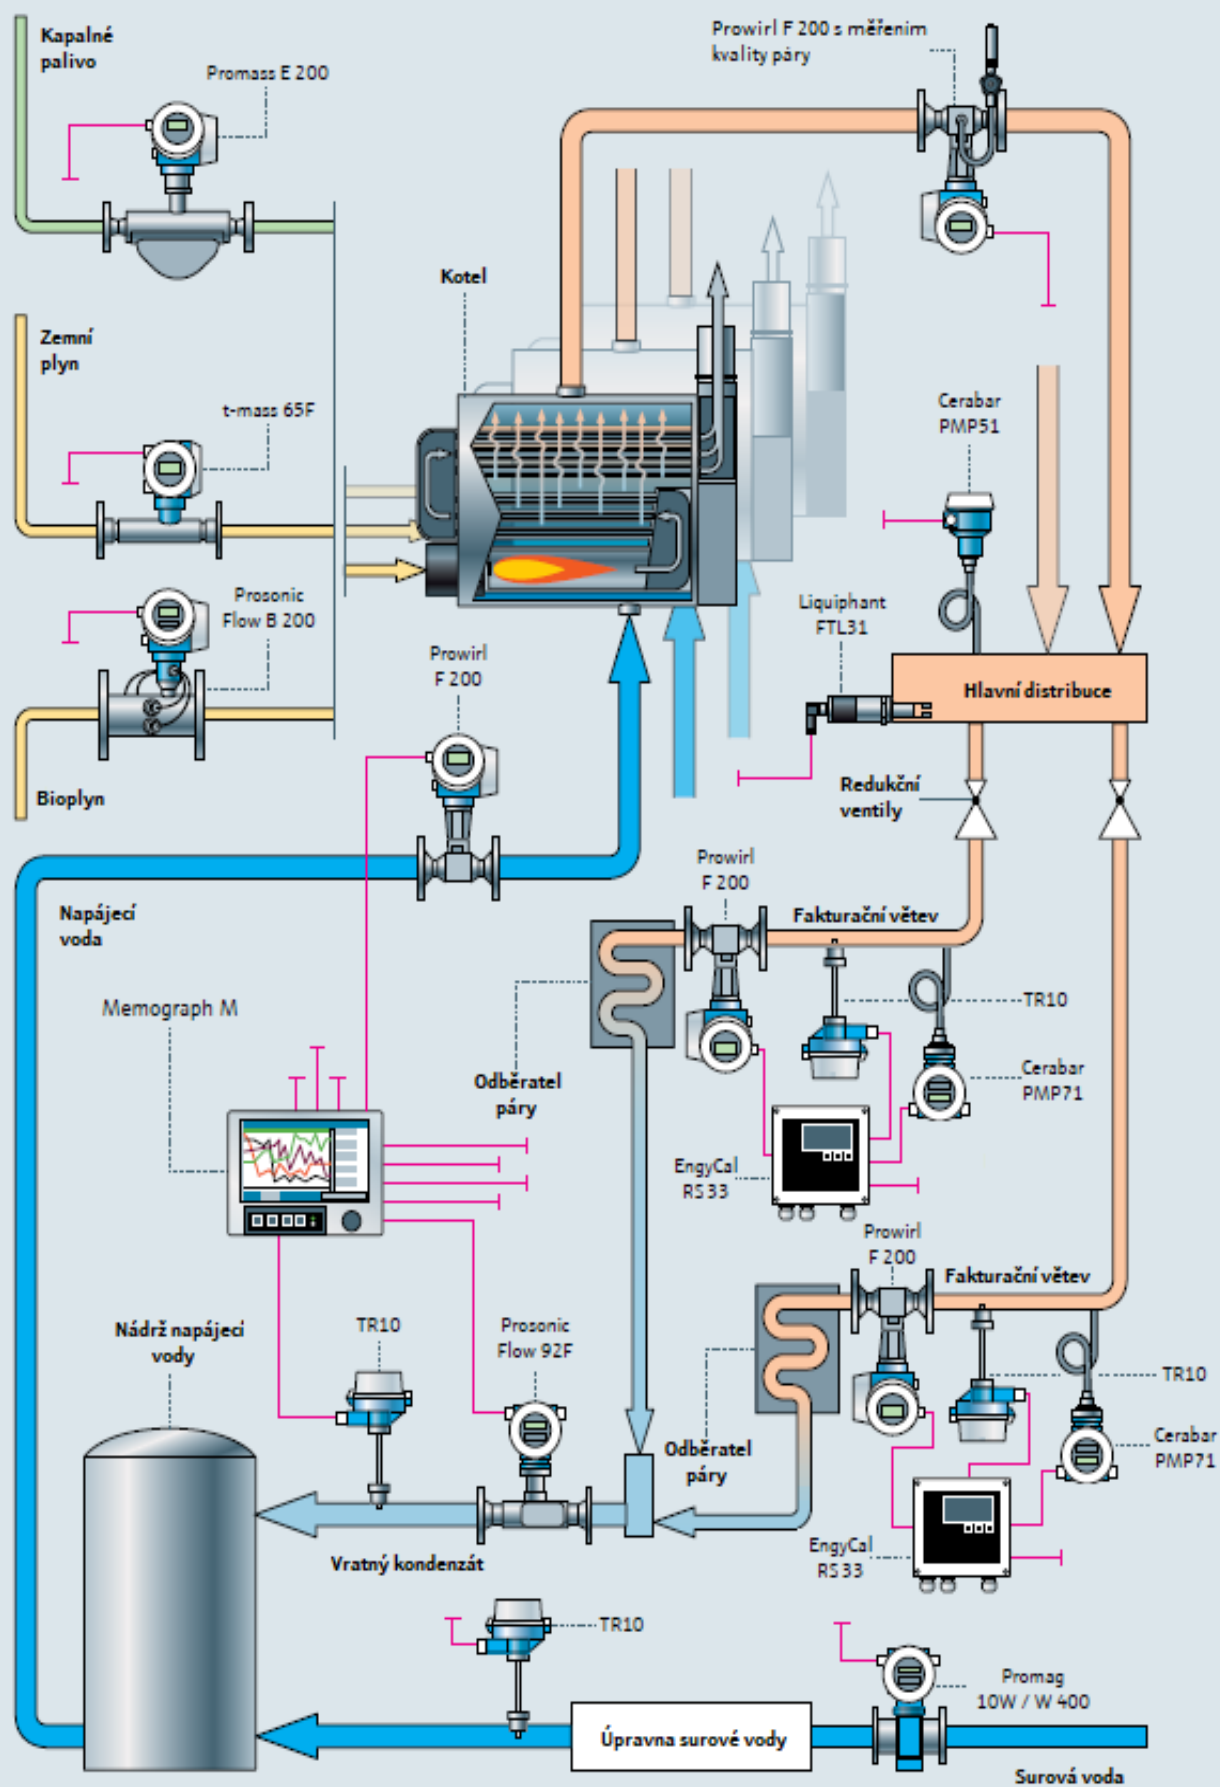 Kapalné
palivo
Promass E 200
Prowirl F 200 s měřením
kvality páry
Kotel
Zemní
plyn
t-mass 65F
Cerabar
PMP51
Prosonic
Flow B 200
Liquiphant
FTL31
Prowirl
F 200
Hlavní distribuce
Bioplyn
Redukční
ventily
Napájecí
voda
Prowirl
F 200
Fakturační větev
Memograph M
TR10
Odběratel
páry
Cerabar
PMP71
EngyCal
RS33
Prowirl
F 200
Fakturační větev
Nádrž napájecí
vody
TR10
Prosonic
Flow 92F
TR10
Odběratel
páry
Cerabar
PMP71
Vratný kondenzát
EngyCal
RS33
TR10
Promag
10W / W 400
Úpravna surové vody
Surová voda